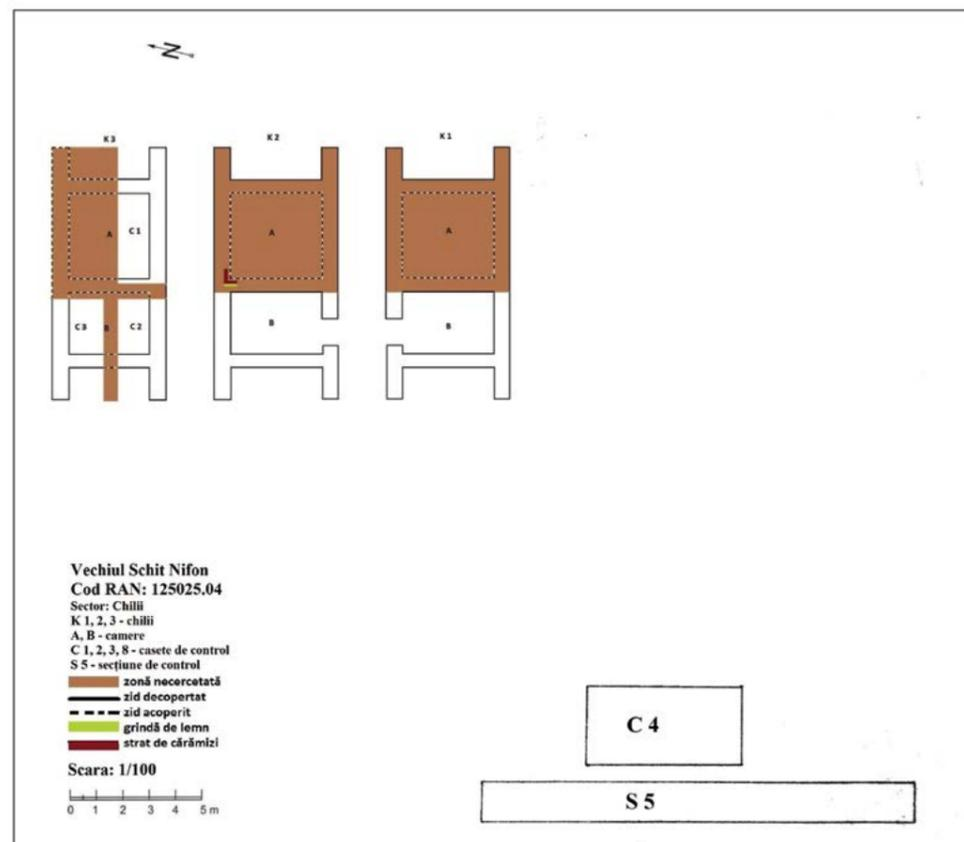 N
K3
K2
K1
A
C 1
A
A
C3
B
C2
B
B
Vechiul Schit Nifon
Cod RAN: 125025.04
Sector: Chilii
K 1, 2, 3 - chilii
A, B - camere
C 1, 2, 3, 8 - casete de control
S 5 - secțiune de control
zonă necercetată
zid decopertat
zid acoperit
grindă de lemn
strat de cărămizi
Scara: 1/100
0 1 2 3 4 5 m
C 4
S 5